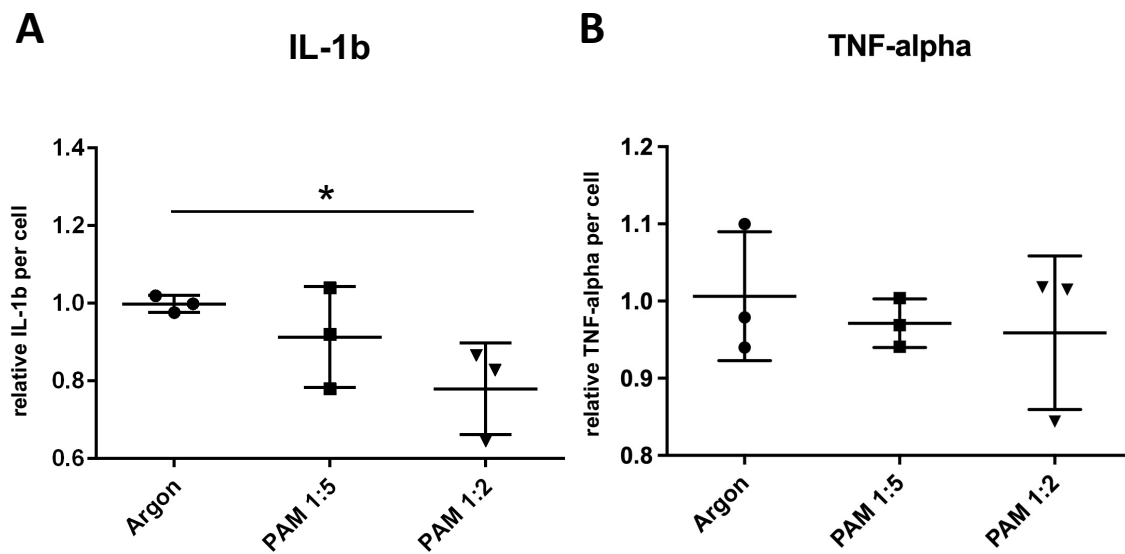 A
IL-1b
relative IL-1b per cell
1.4
1.2
1.0
0.8
0.6
*
Argon
PAM 1:5
PAM 1:2
B
TNF-alpha
relative TNF-alpha per cell
1.2
1.1
1.0
0.9
0.8
Argon
PAM 1:5
PAM 1:2